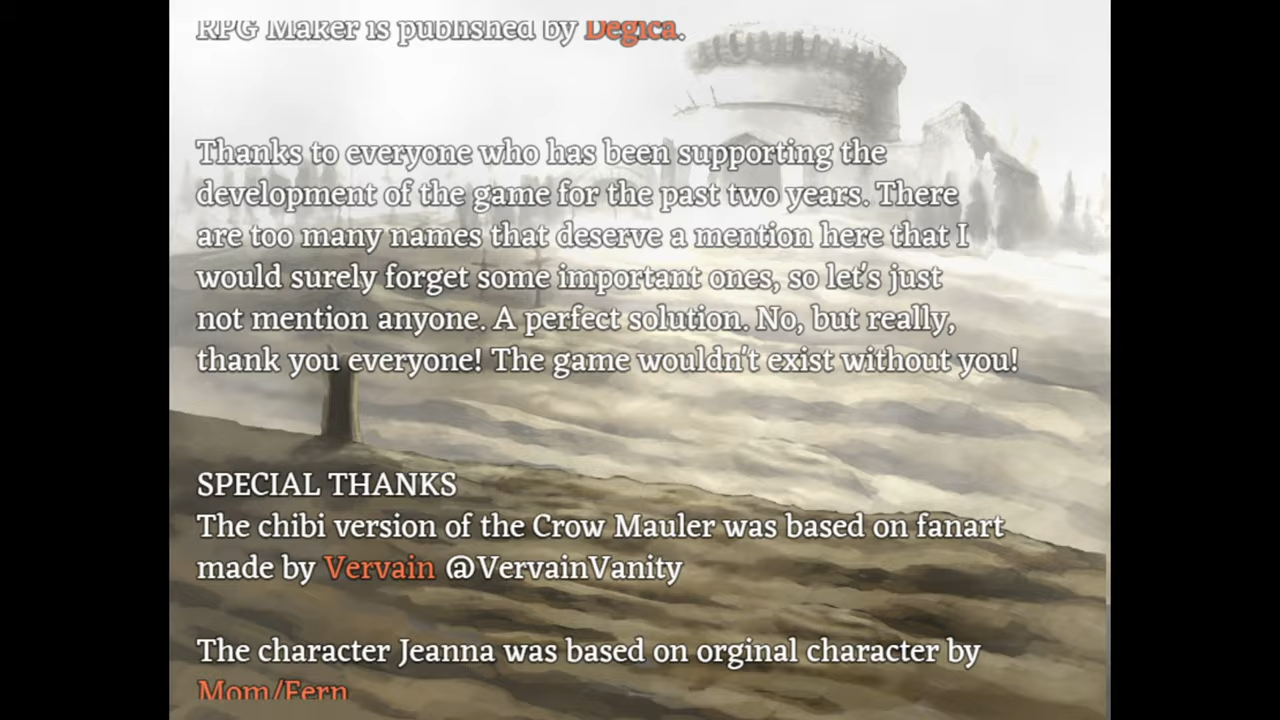 RPG Maker is published by Degica.
Thanks to everyone who has been supporting the
development of the game for the past two years. There
are too many names that deserve a mention here that I
would surely forget some important ones, so let's just
not mention anyone. A perfect solution. No, but really,
thank you everyone! The game wouldn't exist without you!
SPECIAL THANKS
The chibi version of the Crow Mauler was based on fanart
made by Vervain @VervainVanity
The character Jeanna was based on orginal character by
Mom/Fern